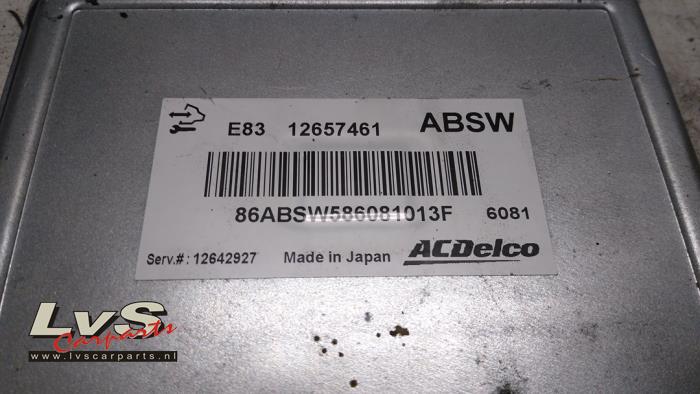 E83 12657461 ABSW
86ABSW586081013F 6081
Serv.#: 12642927 Made in Japan ACDelco
LvS
Carparts
www.lvscarparts.nl